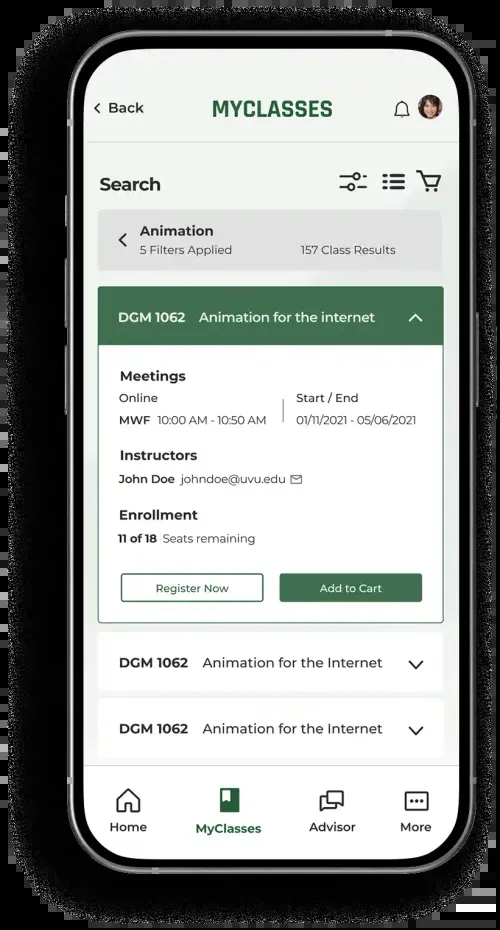 Back
MYCLASSES
Search
Animation
5 Filters Applied 157 Class Results
DGM 1062 Animation for the internet
Meetings
Online Start / End
MWF 10:00 AM - 10:50 AM 01/11/2021 - 05/06/2021
Instructors
John Doe johndoe@uvu.edu
Enrollment
11 of 18 Seats remaining
Register Now Add to Cart
DGM 1062 Animation for the Internet
DGM 1062 Animation for the Internet
Home MyClasses Advisor More